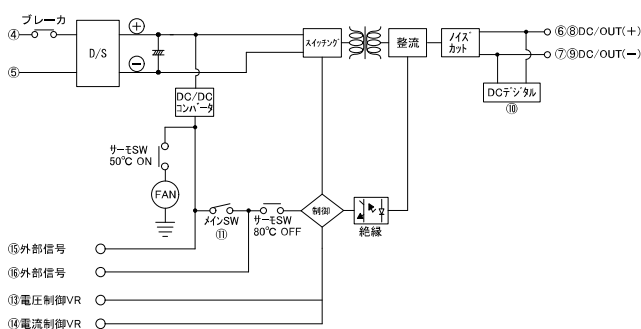 ブレーカ
④
⑤
D/S
＋
－
スイッチング
整流
ノイズ
カット
⑥⑧DC/OUT(＋)
⑦⑨DC/OUT(－)
DCデジタル
⑩
DC/DC
コンバータ
サーモSW
50℃ ON
FAN
メインSW
⑪
サーモSW
80℃ OFF
制御
絶縁
⑮外部信号
⑯外部信号
⑬電圧制御VR
⑭電流制御VR